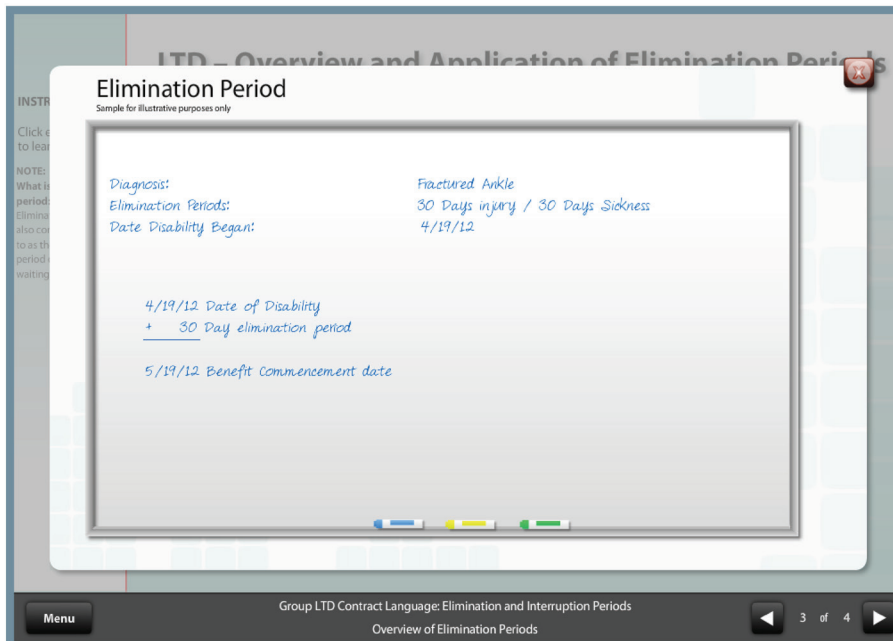 LTD – Overview and Application of Elimination Periods
Elimination Period
Sample for illustrative purposes only
INSTR
Click e
to lear
NOTE:
What is
period:
Elimina
also co
to as th
period
waiting
Diagnosis: Fractured Ankle
Elimination Periods: 30 Days injury / 30 Days Sickness
Date Disability Began: 4/19/12
4/19/12 Date of Disability
+ 30 Day elimination period
5/19/12 Benefit Commencement date
Menu
Group LTD Contract Language: Elimination and Interruption Periods
Overview of Elimination Periods
3 of 4